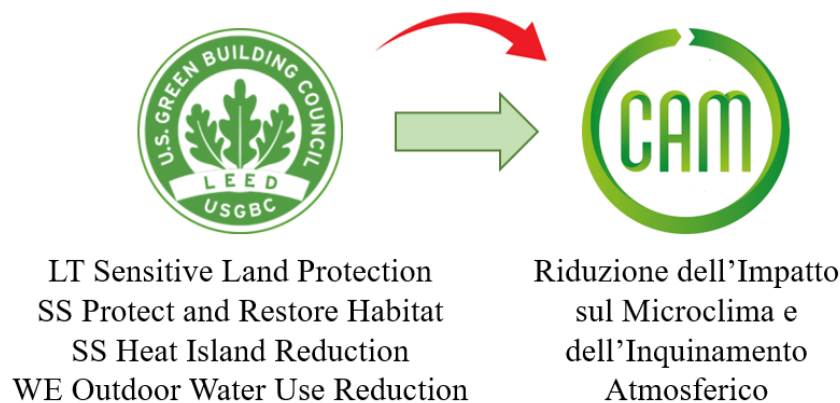 U.S. GREEN BUILDING COUNCIL
LEED
USGBC
CAM
LT Sensitive Land Protection
SS Protect and Restore Habitat
SS Heat Island Reduction
WE Outdoor Water Use Reduction
Riduzione dell’Impatto
sul Microclima e
dell’Inquinamento
Atmosferico